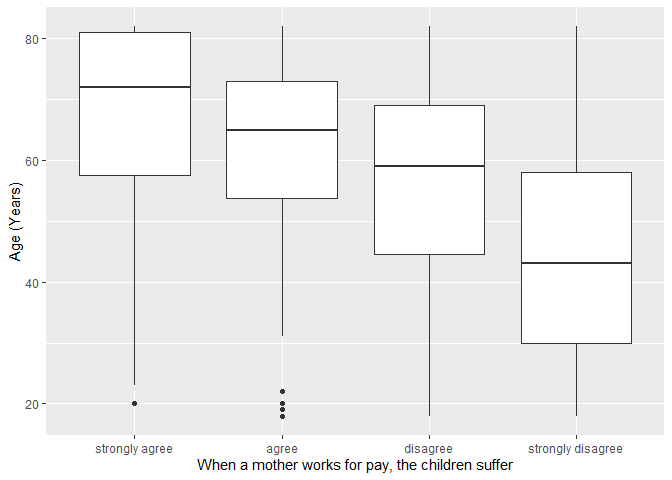 Age (Years)
80
60
40
20
strongly agree agree disagree strongly disagree
When a mother works for pay, the children suffer